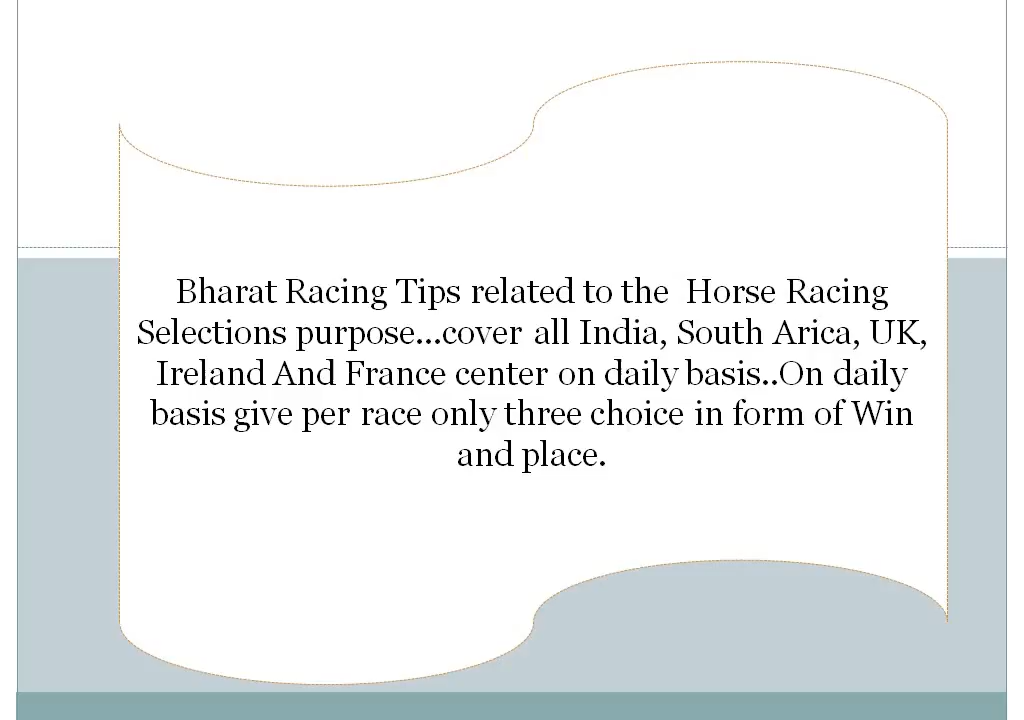 Bharat Racing Tips related to the  Horse Racing
Selections purpose...cover all India, South Arica, UK,
Ireland And France center on daily basis..On daily
basis give per race only three choice in form of Win
and place.